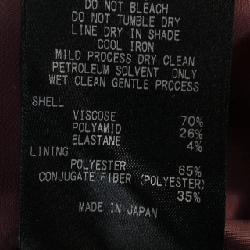 DO NOT BLEACH
DO NOT TUMBLE DRY
LINE DRY IN SHADE
COOL IRON
MILD PROCESS DRY CLEAN
PETROLEUM SOLVENT ONLY
WET CLEAN GENTLE PROCESS
SHELL
VISCOSE 70%
POLYAMID 26%
ELASTANE 4%
LINING
POLYESTER 65%
CONJUGATE FIBER (POLYESTER)
35%
MADE IN JAPAN